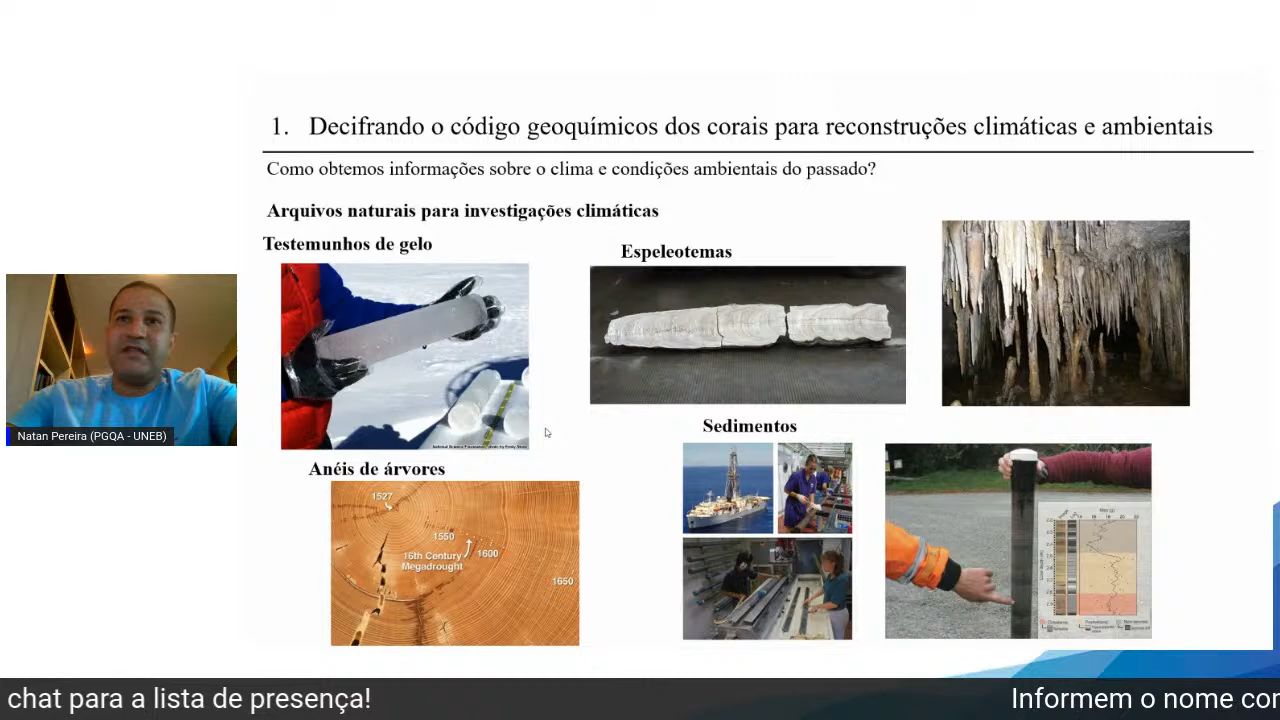 1. Decifrando o código geoquímicos dos corais para reconstruções climáticas e ambientais
Como obtemos informações sobre o clima e condições ambientais do passado?
Arquivos naturais para investigações climáticas
Testemunhos de gelo
Espeleotemas
Natan Pereira (PGQA - UNEB)
Sedimentos
Anéis de árvores
1527
1550
16th Century
Megadrought
1600
1650
chat para a lista de presença!
Informem o nome con